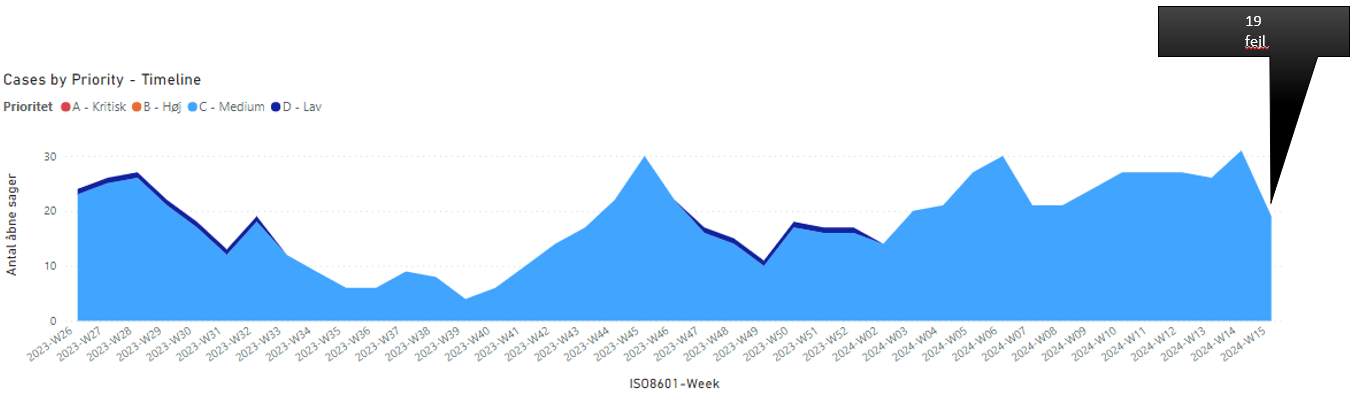 19
fejl
Cases by Priority - Timeline
Prioritet A - Kritisk B - Høj C - Medium D - Lav
Antal åbne sager
30
20
10
0
2023-W26
2023-W27
2023-W28
2023-W29
2023-W30
2023-W31
2023-W32
2023-W33
2023-W34
2023-W35
2023-W36
2023-W37
2023-W38
2023-W39
2023-W40
2023-W41
2023-W42
2023-W43
2023-W44
2023-W45
2023-W46
2023-W47
2023-W48
2023-W49
2023-W50
2023-W51
2023-W52
2024-W02
2024-W03
2024-W04
2024-W05
2024-W06
2024-W07
2024-W08
2024-W09
2024-W10
2024-W11
2024-W12
2024-W13
2024-W14
2024-W15
ISO8601-Week